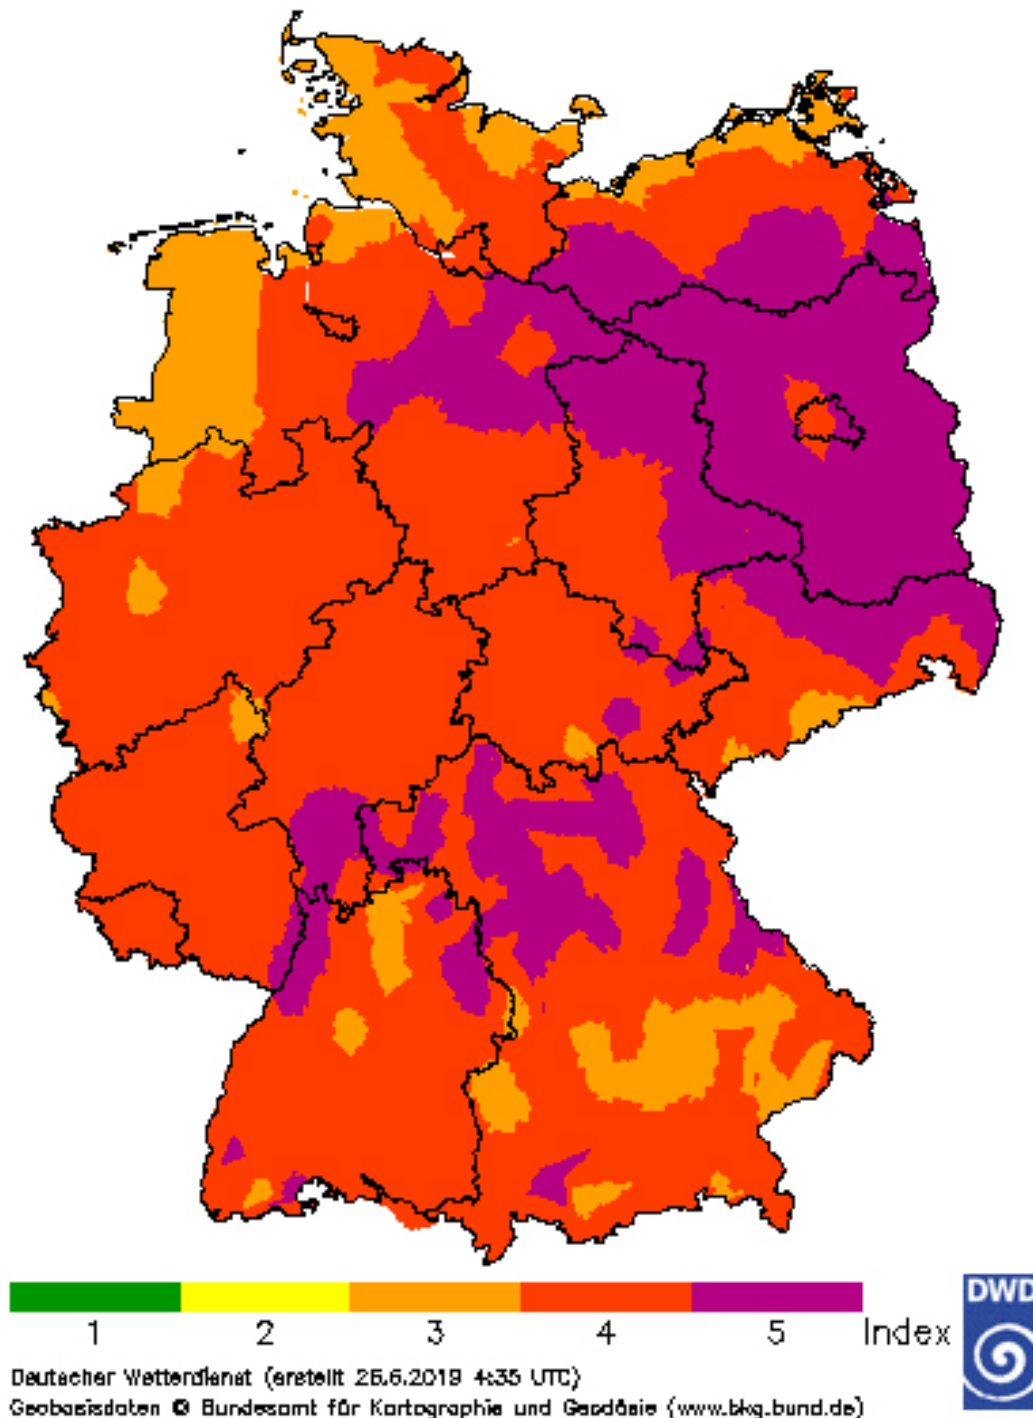 1 2 3 4 5 Index
DWD
Deutscher Wetterdienst (erstellt 26.6.2019 4:35 UTC)
Geobasisdaten © Bundesamt für Kartographie und Geodäsie (www.bkg.bund.de)